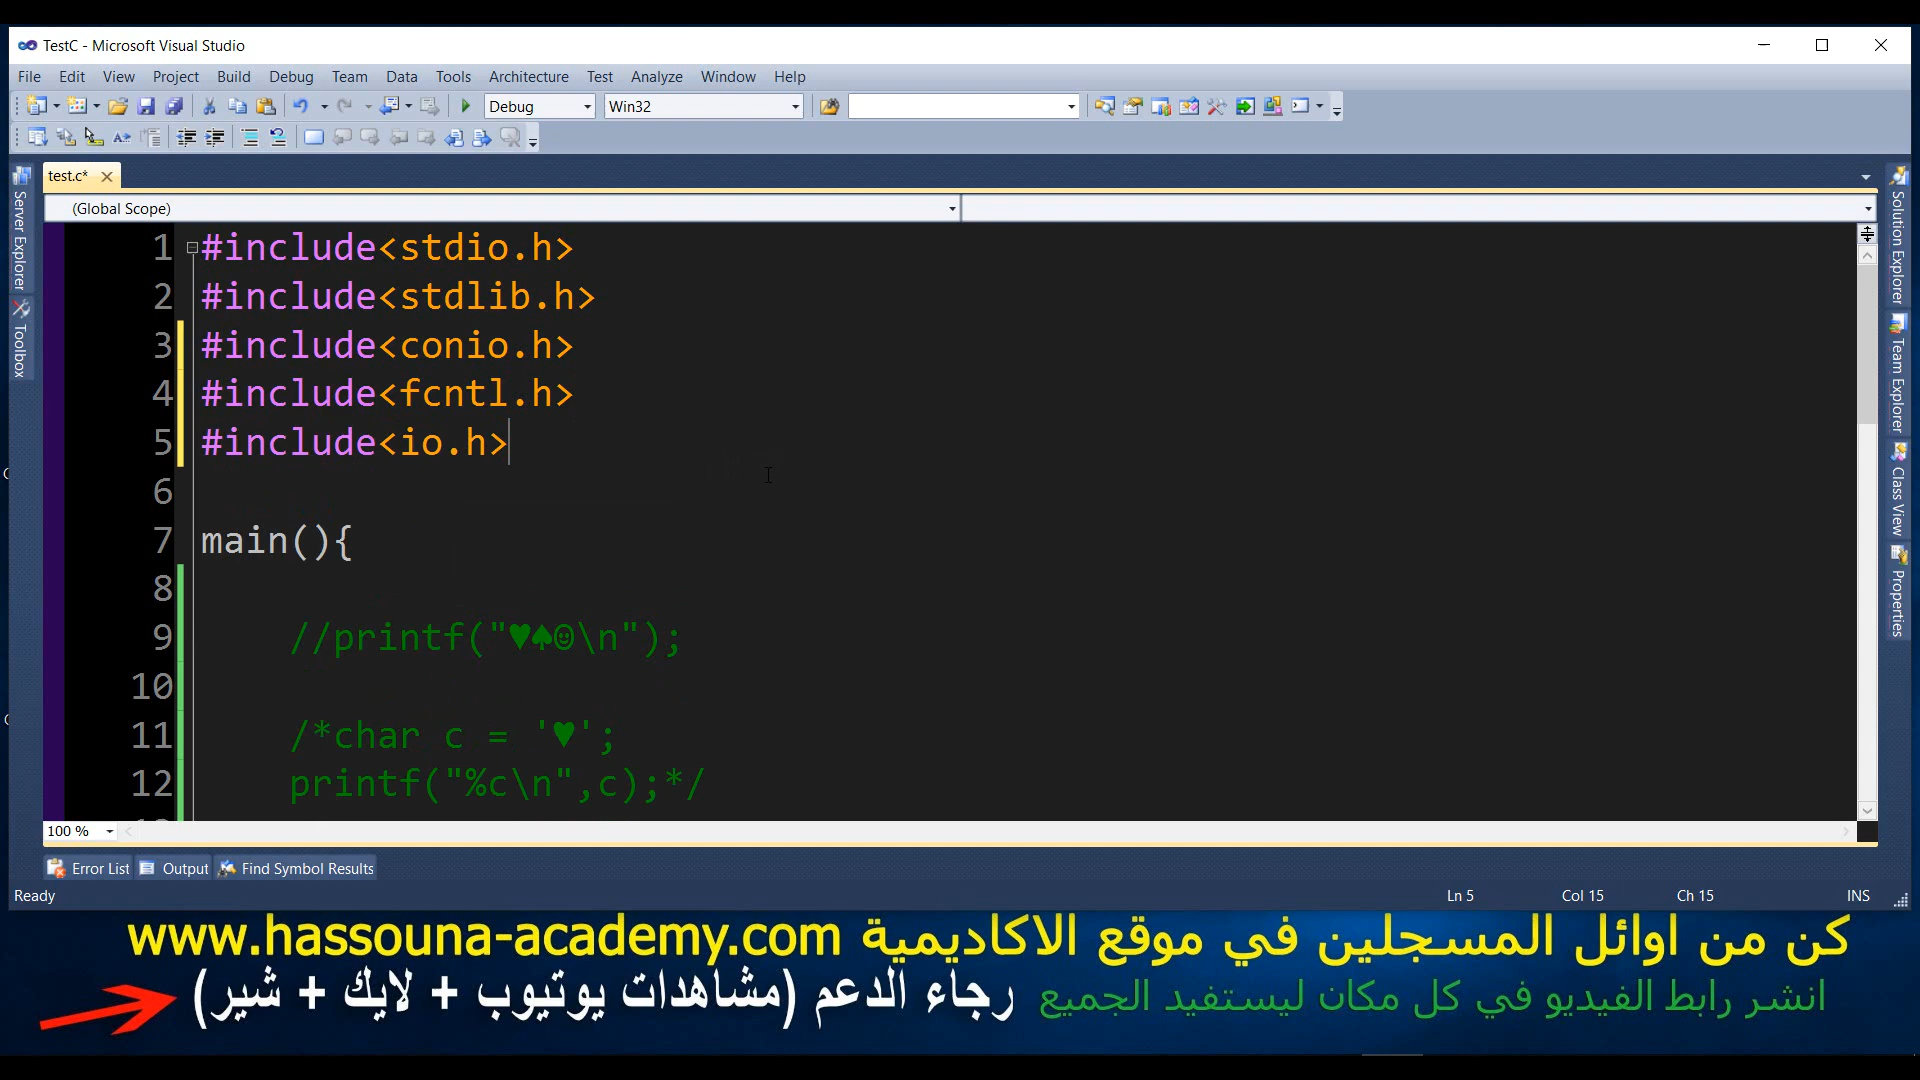 TestC - Microsoft Visual Studio
File Edit View Project Build Debug Team Data Tools Architecture Test Analyze Window Help
Debug Win32
test.c*
(Global Scope)
Server Explorer
Toolbox
Solution Explorer
Team Explorer
Class View
Properties
1 #include<stdio.h>
2 #include<stdlib.h>
3 #include<conio.h>
4 #include<fcntl.h>
5 #include<io.h>
6
7 main(){
8
9 //printf("♥♠☻\n");
10
11 /*char c = '♥';
12 printf("%c\n",c);*/
100 %
Error List Output Find Symbol Results
Ready Ln 5 Col 15 Ch 15 INS
كن من اوائل المسجلين في موقع الاكاديمية www.hassouna-academy.com
انشر رابط الفيديو في كل مكان ليستفيد الجميع رجاء الدعم (مشاهدات يوتيوب + لايك + شير)